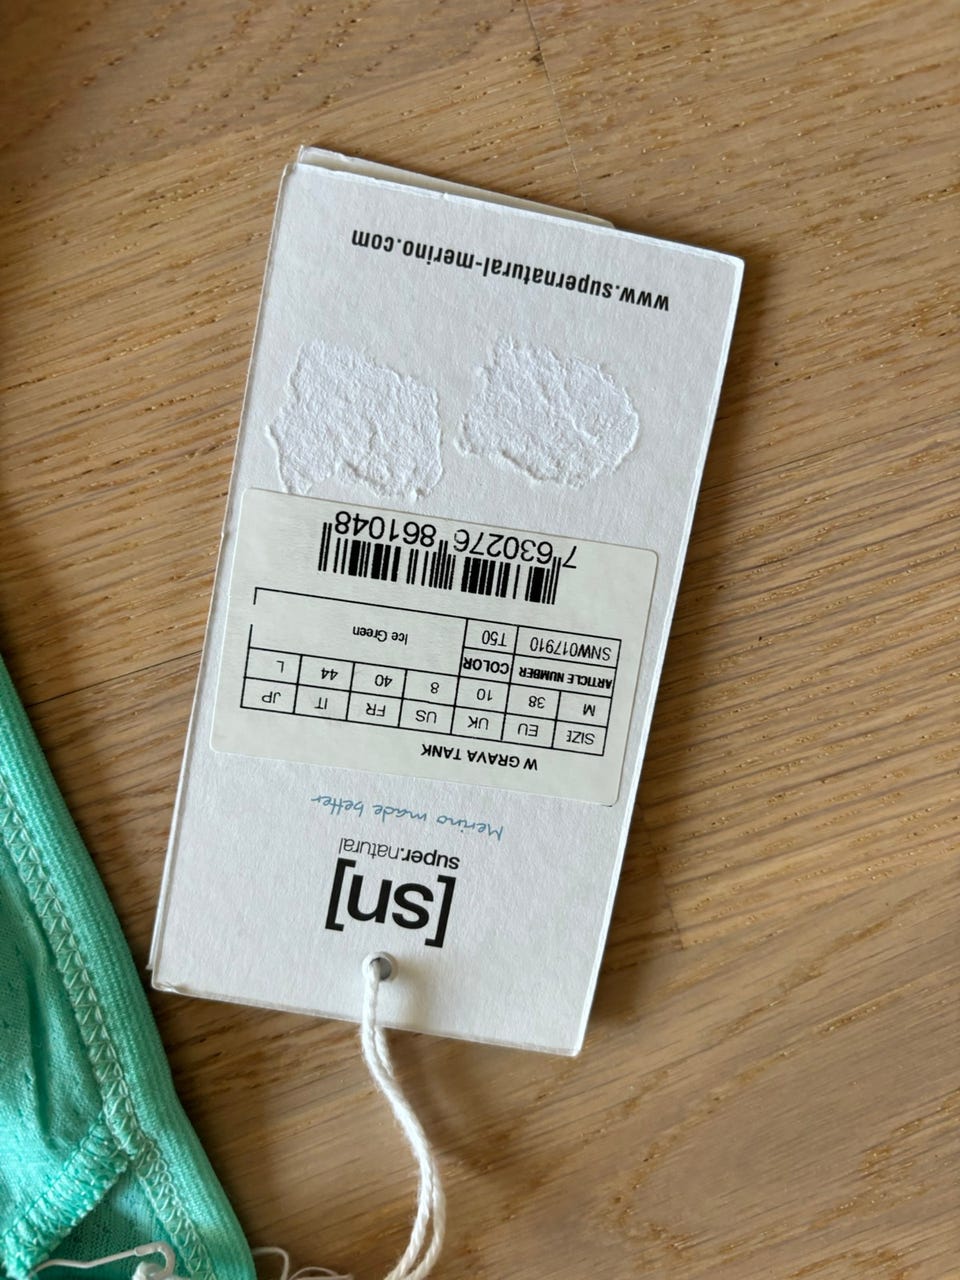 [sn]
super.natural
Merino made better
W GRAVA TANK
SIZE EU UK US FR IT JP
M 38 10 8 40 44 L
ARTICLE NUMBER COLOR
SNW017910 T50 Ice Green
7 630276 861048
www.supernatural-merino.com